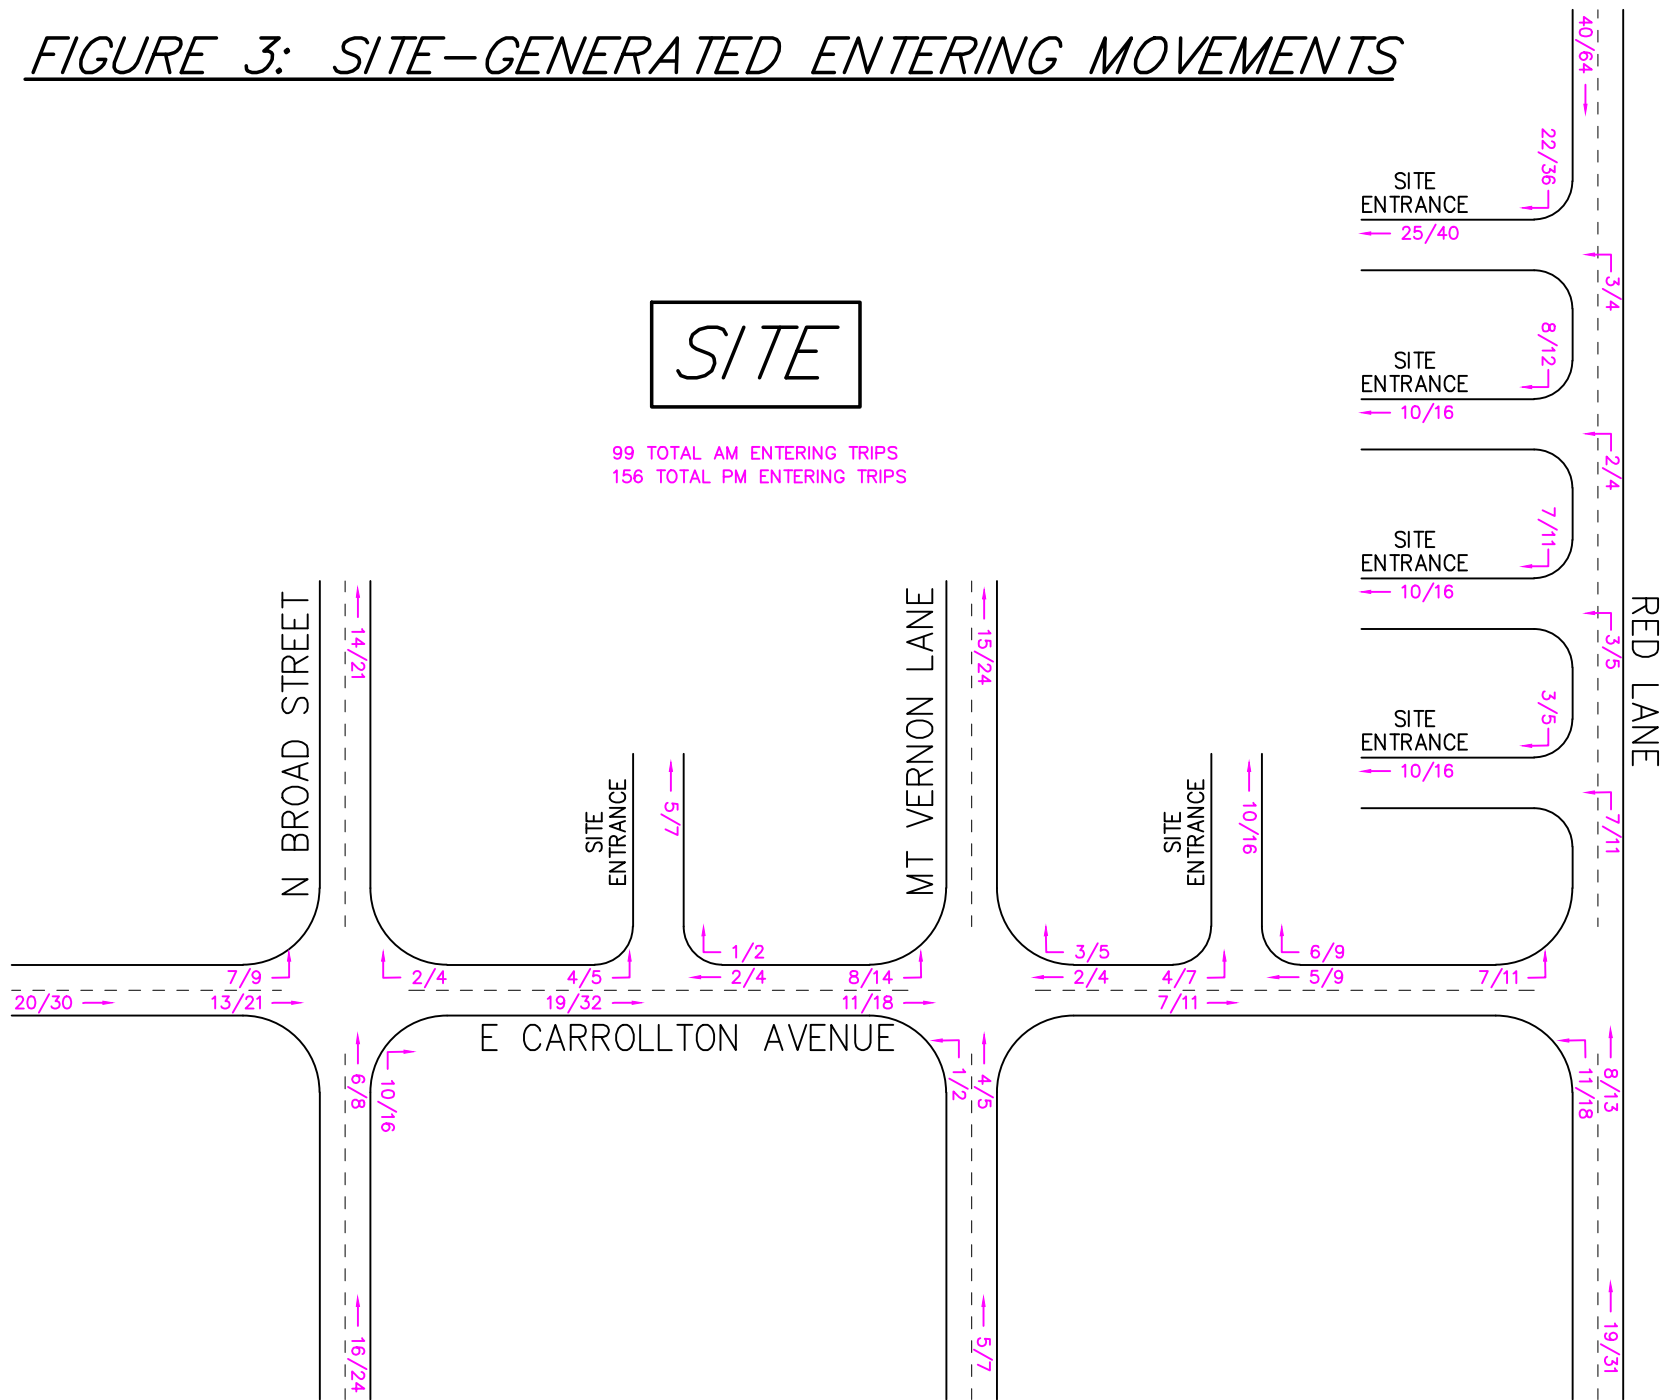 FIGURE 3: SITE-GENERATED ENTERING MOVEMENTS
40/64
22/36
SITE
ENTRANCE
25/40
3/4
SITE
8/12
SITE
ENTRANCE
10/16
99 TOTAL AM ENTERING TRIPS
156 TOTAL PM ENTERING TRIPS
2/4
7/11
SITE
ENTRANCE
10/16
3/5
RED LANE
N BROAD STREET
14/21
MT VERNON LANE
15/24
3/5
SITE
ENTRANCE
10/16
7/11
SITE
ENTRANCE
5/7
SITE
ENTRANCE
10/16
1/2
3/5
6/9
7/9
2/4
4/5
2/4
8/14
2/4
4/7
5/9
7/11
20/30
13/21
19/32
11/18
7/11
E CARROLLTON AVENUE
6/8
10/16
1/2
4/5
11/18
8/13
16/24
5/7
19/31